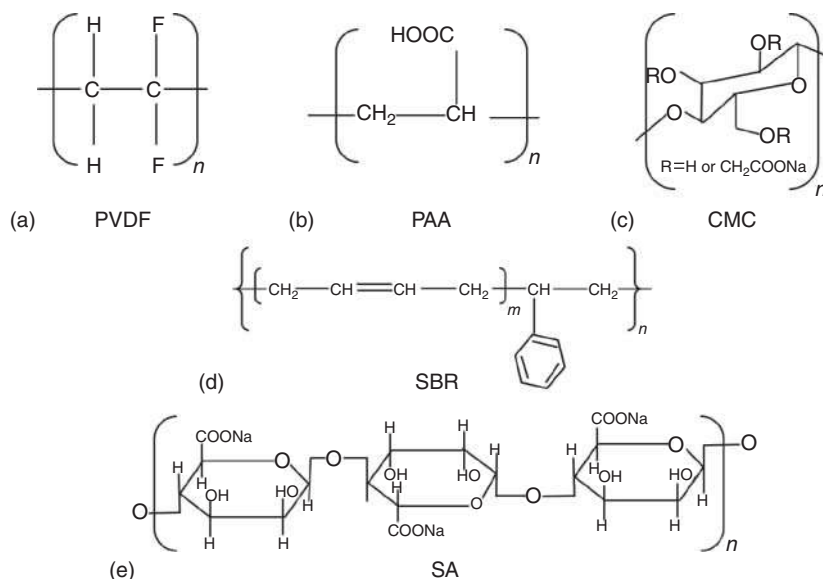 H F
C C
H F
n
(a) PVDF
HOOC
CH₂ CH
n
(b) PAA
OR
RO
O
O
OR
R=H or CH₂COONa
n
(c) CMC
CH₂ CH CH CH₂ m CH CH₂ n
(d) SBR
COONa COONa
H O O H H H O O
H H H
O OH HO H OH HO O O OH HO H
H H COONa H H
n
(e) SA